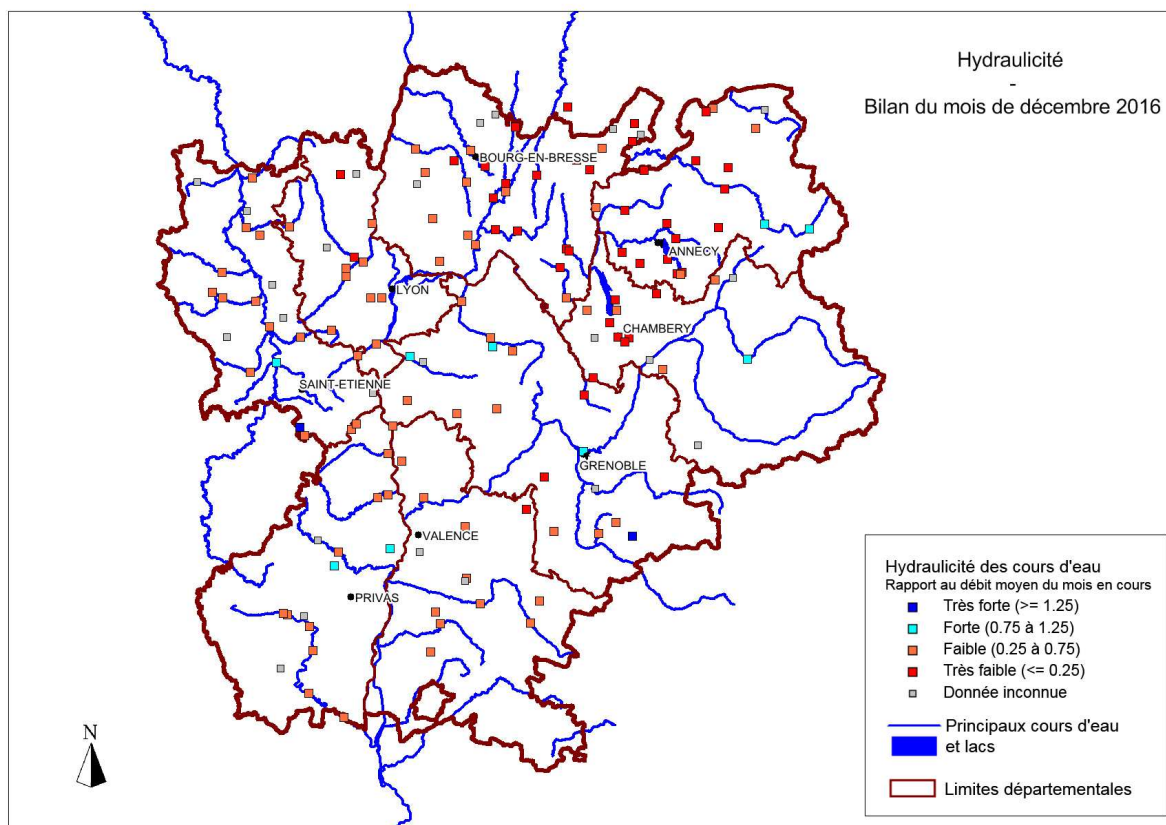 Hydraulicité
-
Bilan du mois de décembre 2016
BOURG-EN-BRESSE
ANNECY
LYON
CHAMBERY
SAINT-ETIENNE
GRENOBLE
VALENCE
PRIVAS
N
Hydraulicité des cours d'eau
Rapport au débit moyen du mois en cours
Très forte (>= 1.25)
Forte (0.75 à 1.25)
Faible (0.25 à 0.75)
Très faible (<= 0.25)
Donnée inconnue
Principaux cours d'eau
et lacs
Limites départementales